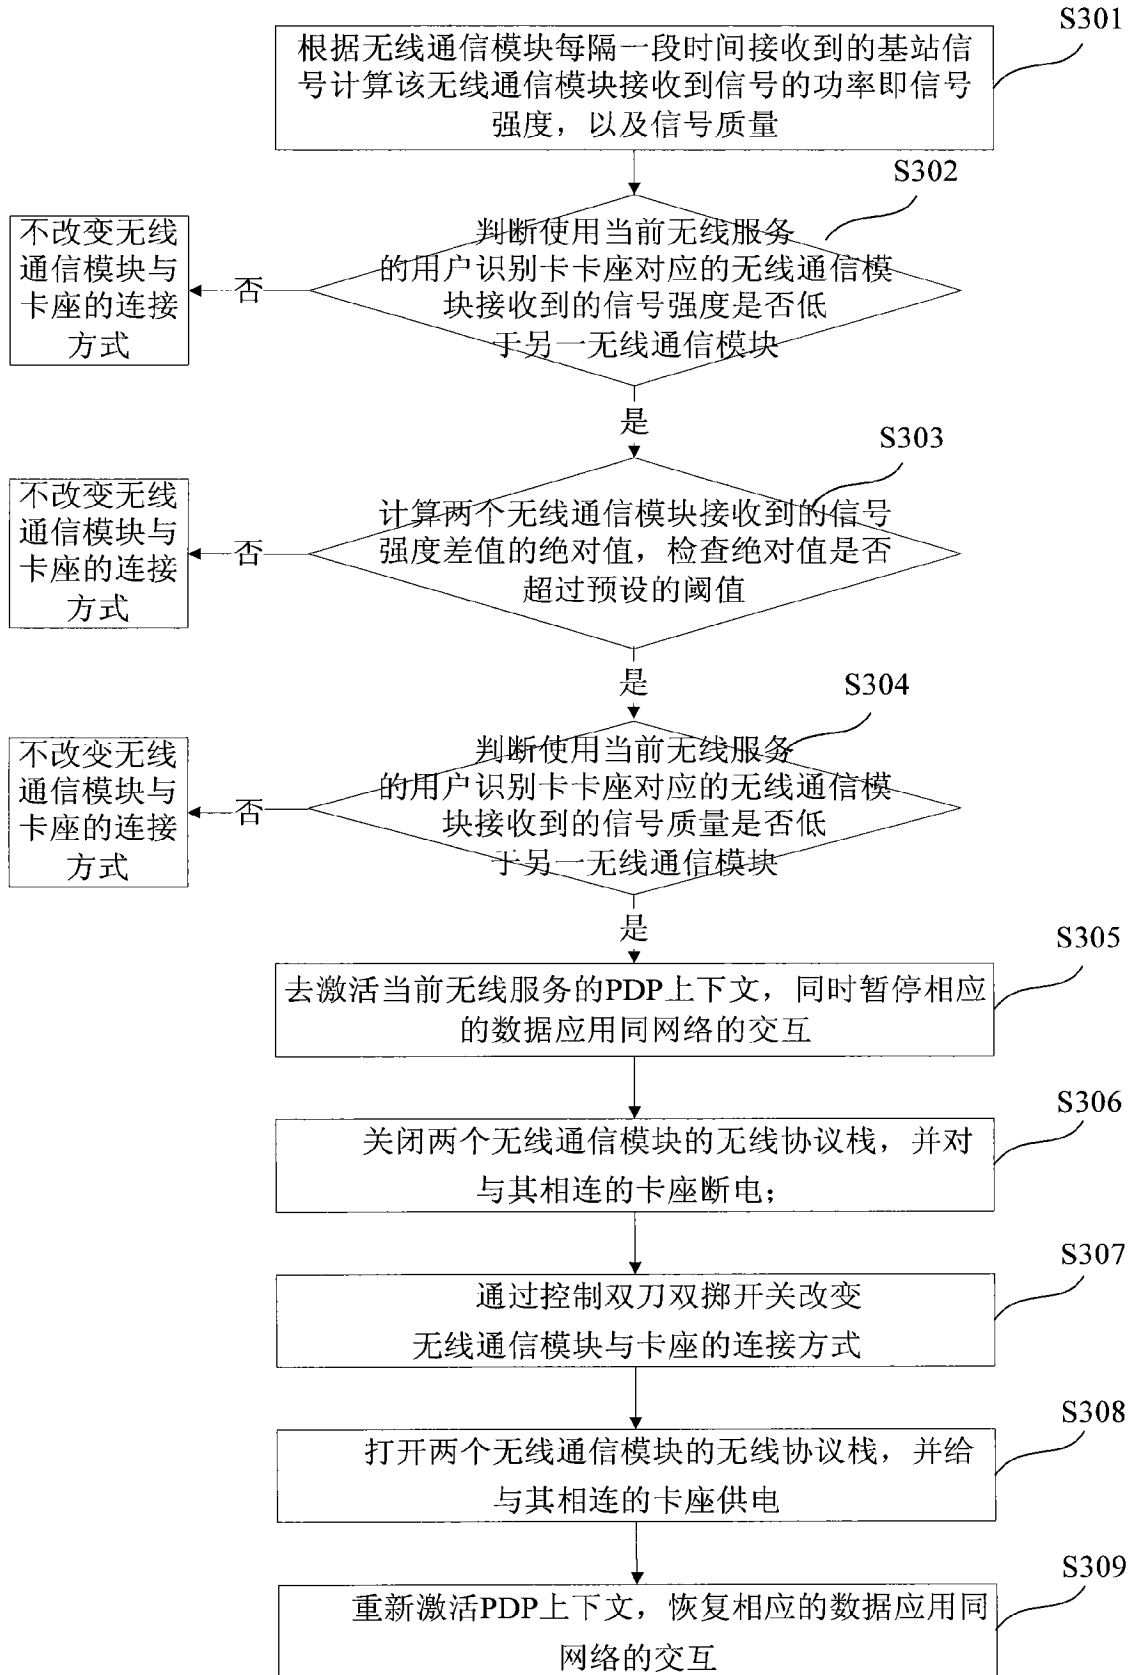 S301
根据无线通信模块每隔一段时间接收到的基站信
号计算该无线通信模块接收到信号的功率即信号
强度，以及信号质量
S302
判断使用当前无线服务
的用户识别卡卡座对应的无线通信模
块接收到的信号强度是否低
于另一无线通信模块
否
不改变无线
通信模块与
卡座的连接
方式
是
S303
计算两个无线通信模块接收到的信号
强度差值的绝对值，检查绝对值是否
超过预设的阈值
否
不改变无线
通信模块与
卡座的连接
方式
是
S304
判断使用当前无线服务
的用户识别卡卡座对应的无线通信模
块接收到的信号质量是否低
于另一无线通信模块
否
不改变无线
通信模块与
卡座的连接
方式
是
S305
去激活当前无线服务的PDP上下文，同时暂停相应
的数据应用同网络的交互
S306
关闭两个无线通信模块的无线协议栈，并对
与其相连的卡座断电；
S307
通过控制双刀双掷开关改变
无线通信模块与卡座的连接方式
S308
打开两个无线通信模块的无线协议栈，并给
与其相连的卡座供电
S309
重新激活PDP上下文，恢复相应的数据应用同
网络的交互